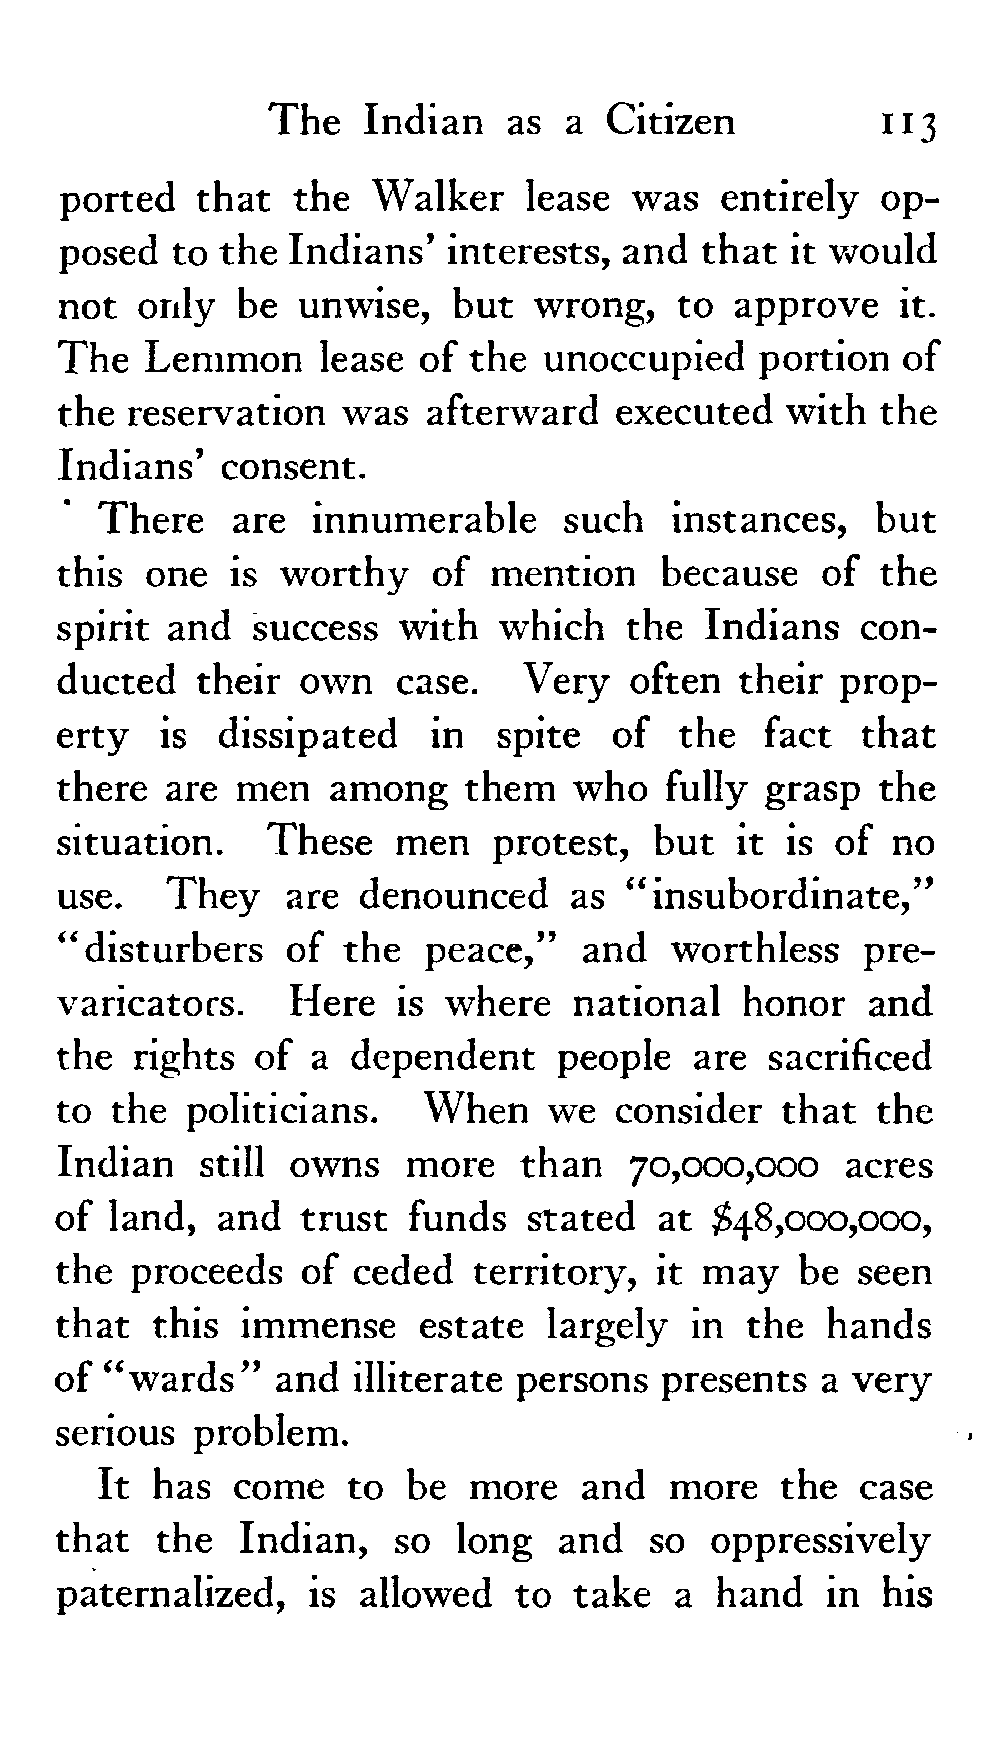 The Indian as a Citizen 113
ported that the Walker lease was entirely op-
posed to the Indians' interests, and that it would
not only be unwise, but wrong, to approve it.
The Lemmon lease of the unoccupied portion of
the reservation was afterward executed with the
Indians' consent.
There are innumerable such instances, but
this one is worthy of mention because of the
spirit and success with which the Indians con-
ducted their own case. Very often their prop-
erty is dissipated in spite of the fact that
there are men among them who fully grasp the
situation. These men protest, but it is of no
use. They are denounced as "insubordinate,"
"disturbers of the peace," and worthless pre-
varicators. Here is where national honor and
the rights of a dependent people are sacrificed
to the politicians. When we consider that the
Indian still owns more than 70,000,000 acres
of land, and trust funds stated at $48,000,000,
the proceeds of ceded territory, it may be seen
that this immense estate largely in the hands
of "wards" and illiterate persons presents a very
serious problem.
It has come to be more and more the case
that the Indian, so long and so oppressively
paternalized, is allowed to take a hand in his